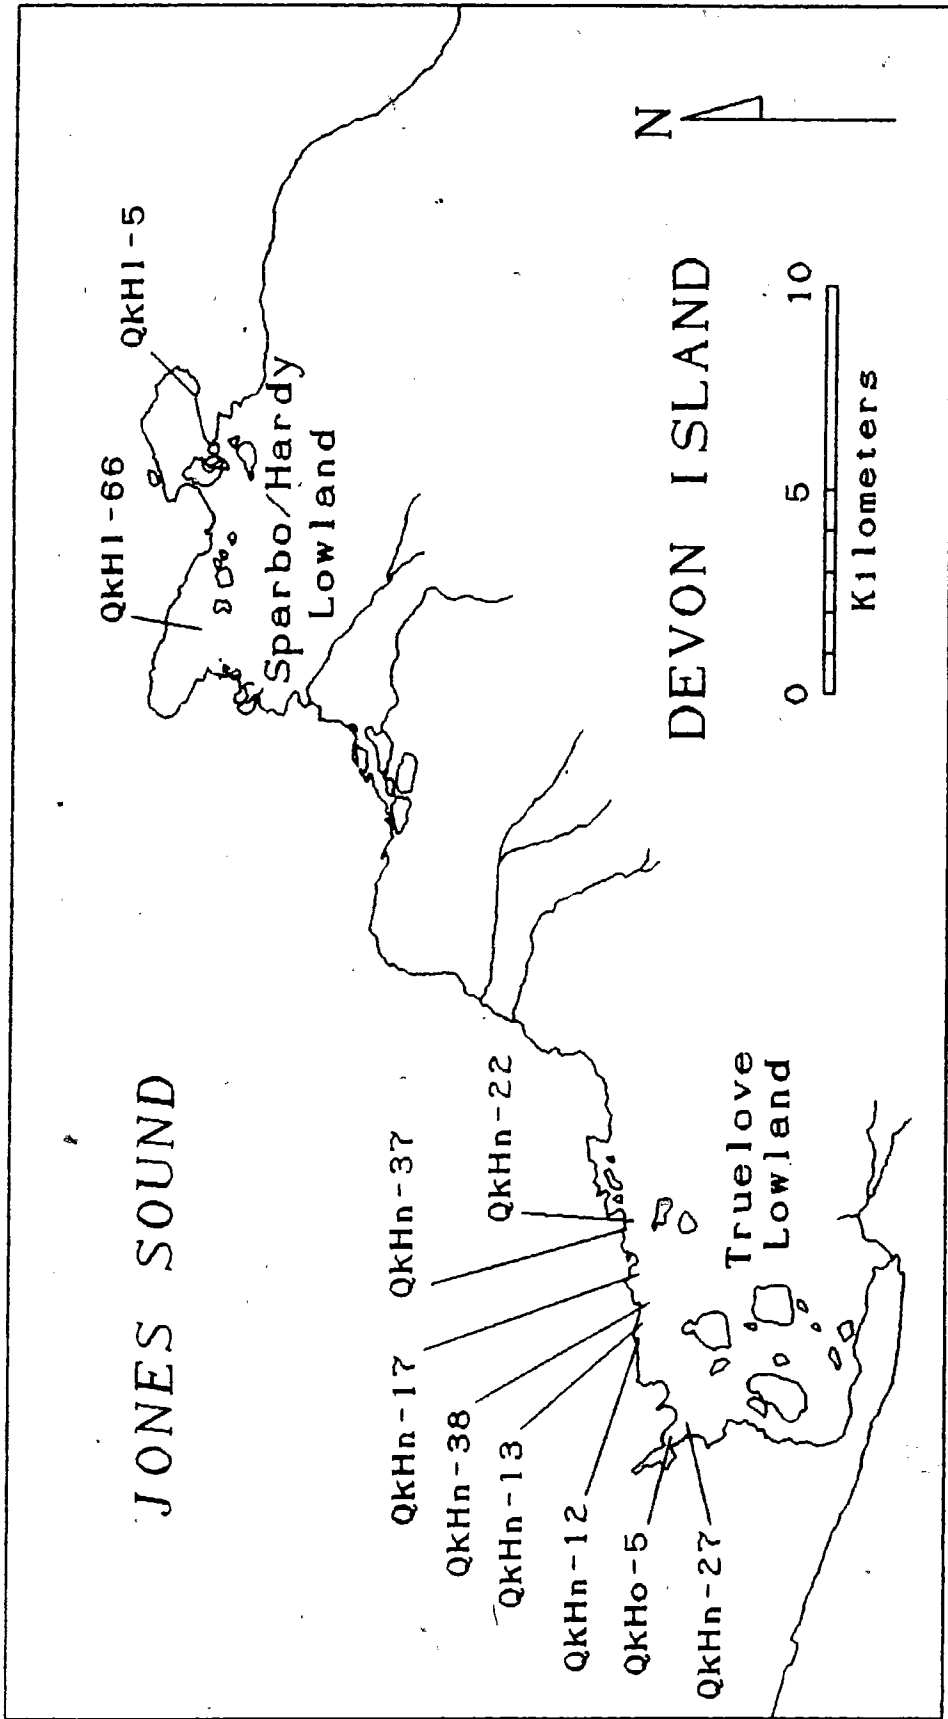 JONES SOUND
QkHl-66
QkHl-5
Sparbo/Hardy
Lowland
QkHn-37
QkHn-22
QkHn-17
QkHn-38
QkHn-13
QkHn-12
QkHo-5
QkHn-27
Truelove
Lowland
DEVON ISLAND
N
0 5 10
Kilometers